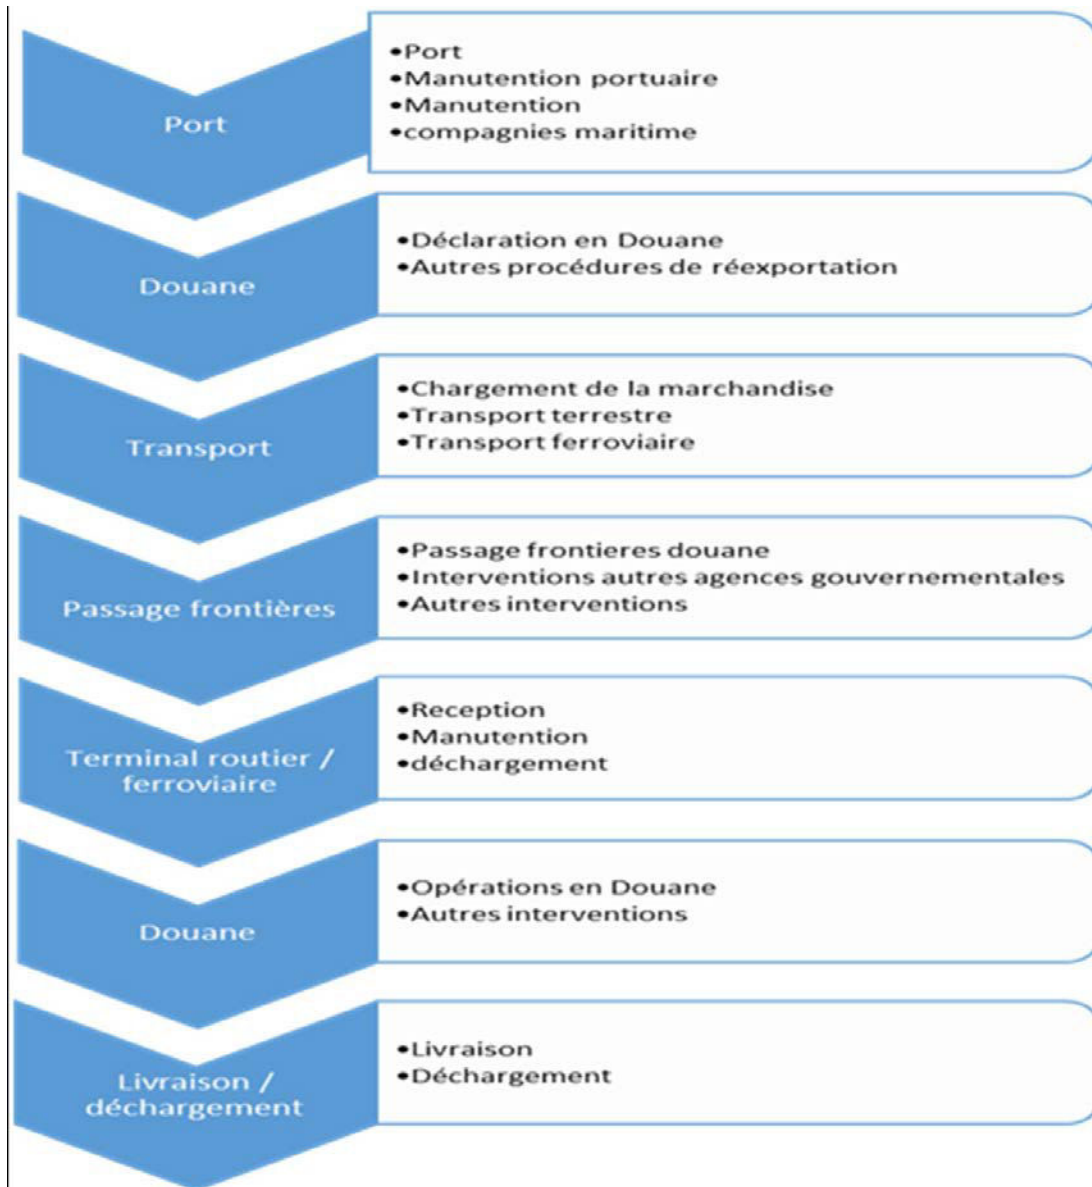 Port
•Port
•Manutention portuaire
•Manutention
•compagnies maritime
Douane
•Déclaration en Douane
•Autres procédures de réexportation
Transport
•Chargement de la marchandise
•Transport terrestre
•Transport ferroviaire
Passage frontières
•Passage frontieres douane
•Interventions autres agences gouvernementales
•Autres interventions
Terminal routier /
ferroviaire
•Reception
•Manutention
•déchargement
Douane
•Opérations en Douane
•Autres interventions
Livraison /
déchargement
•Livraison
•Déchargement